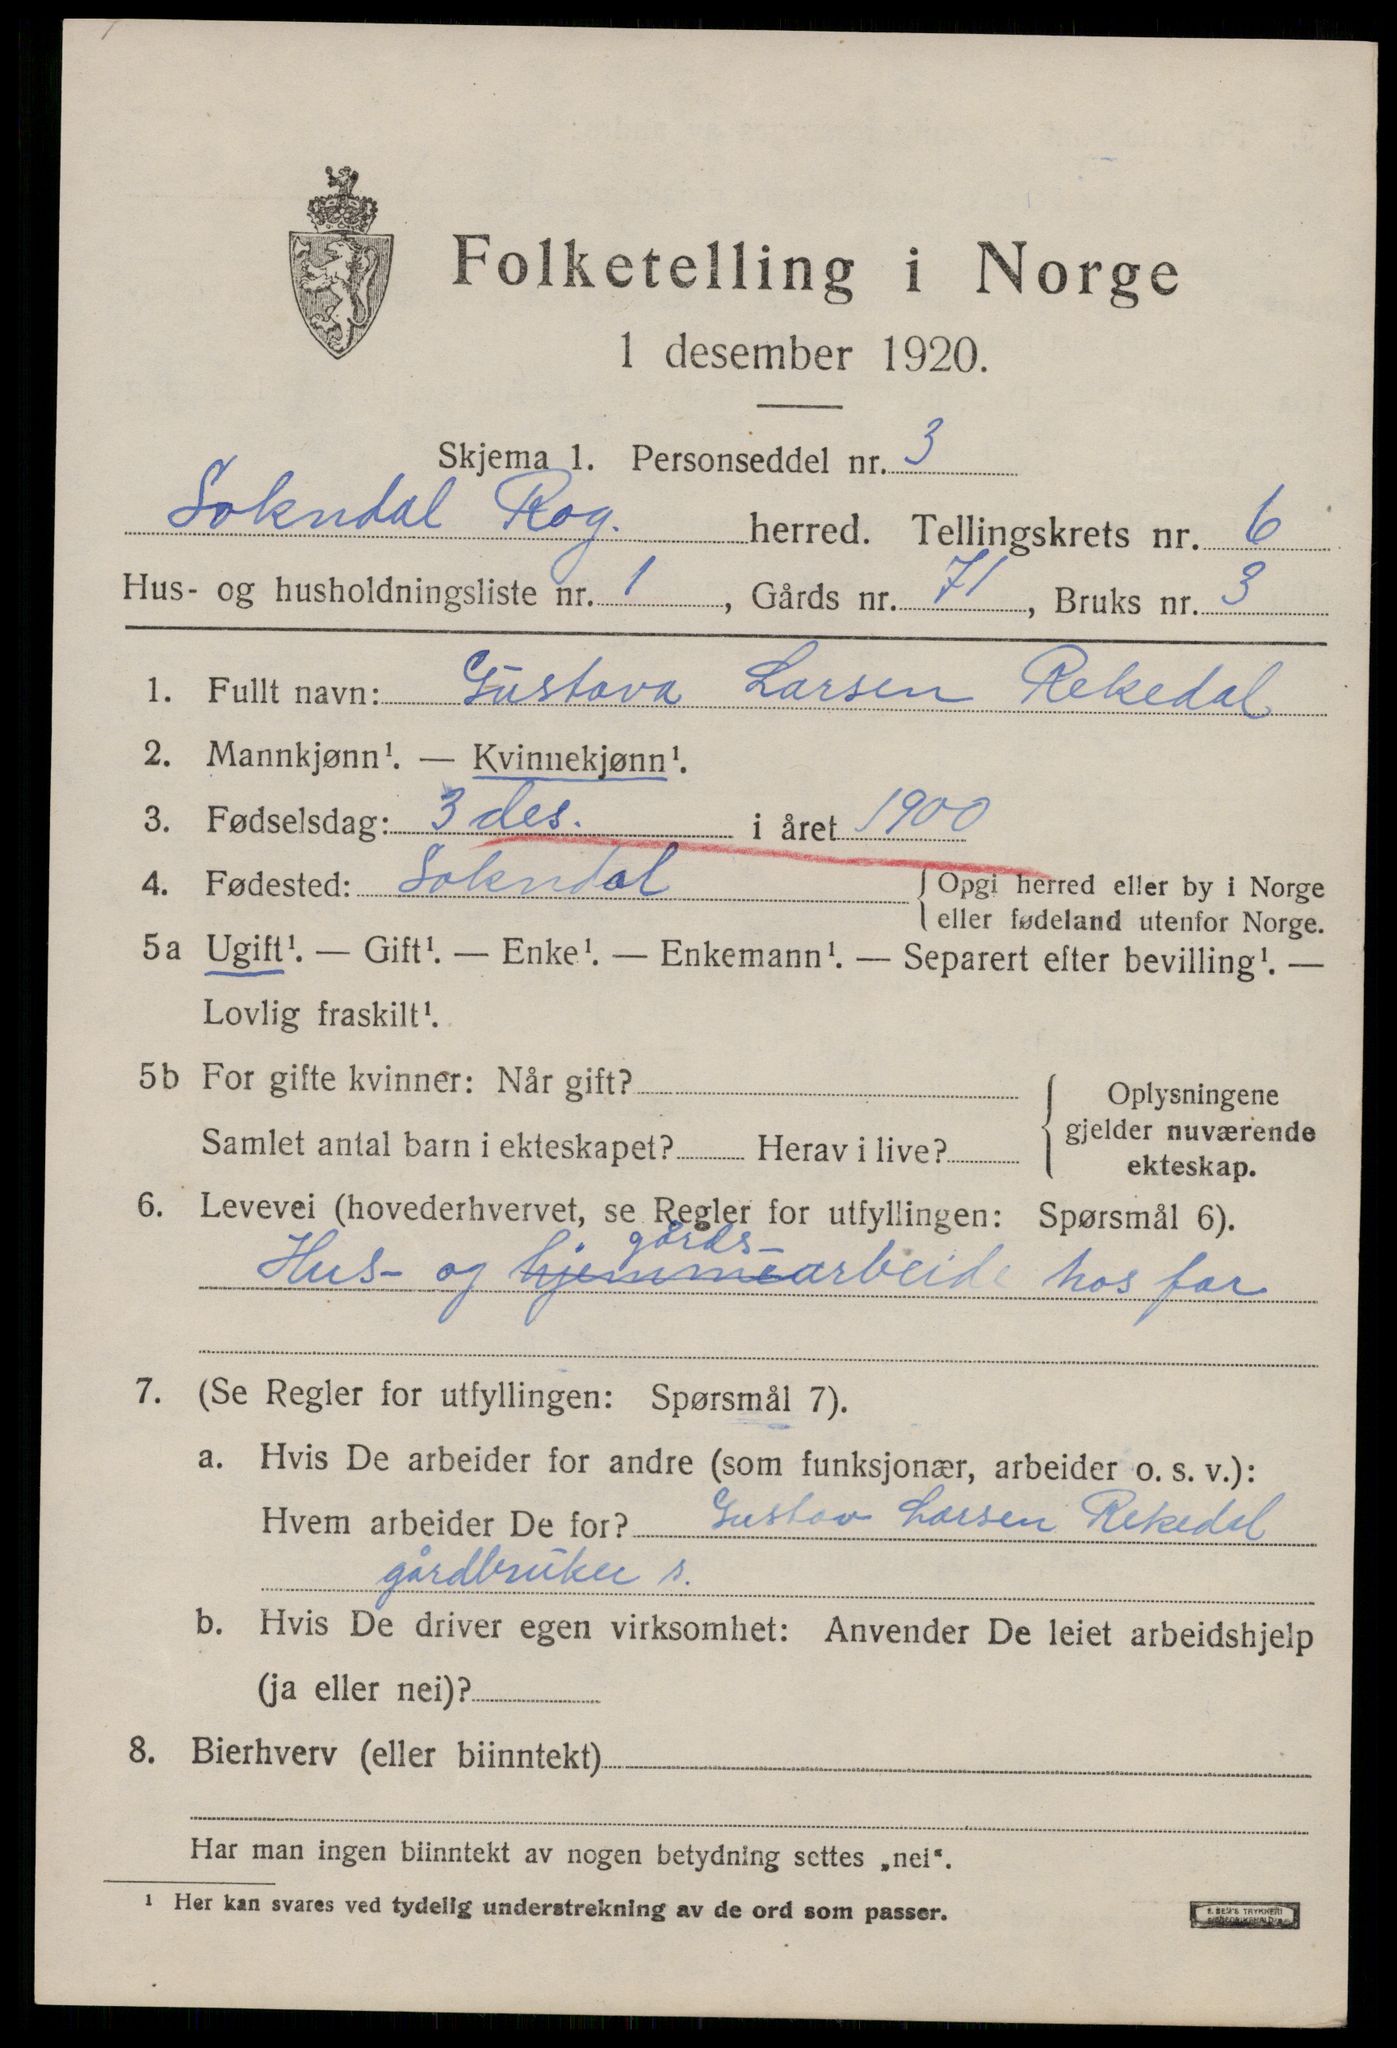 Folketelling i Norge
1 desember 1920.
Skjema 1. Personseddel nr. 3
Sokndal Rog. herred. Tellingskrets nr. 6
Hus- og husholdningsliste nr. 1, Gårds nr. 71, Bruks nr. 3
1. Fullt navn: Gustava Larsen Rekedal
2. Mannkjønn¹. — Kvinnekjønn¹.
3. Fødselsdag: 3 des. i året 1900
4. Fødested: Sokndal {Opgi herred eller by i Norge
eller fødeland utenfor Norge.
5a Ugift¹. — Gift¹. — Enke¹. — Enkemann¹. — Separert efter bevilling¹. —
Lovlig fraskilt¹.
5b For gifte kvinner: Når gift?
Samlet antal barn i ekteskapet? Herav i live?
{Oplysningene
gjelder nuværende
ekteskap.
6. Levevei (hovederhvervet, se Regler for utfyllingen: Spørsmål 6).
gårds-
Hus- og hjemmearbeide hos far
7. (Se Regler for utfyllingen: Spørsmål 7).
a. Hvis De arbeider for andre (som funksjonær, arbeider o. s. v.):
Hvem arbeider De for? Gustav Larsen Rekedal
gårdbruker s.
b. Hvis De driver egen virksomhet: Anvender De leiet arbeidshjelp
(ja eller nei)?
8. Bierhverv (eller biinntekt)
Har man ingen biinntekt av nogen betydning settes „nei“.
¹ Her kan svares ved tydelig understrekning av de ord som passer.